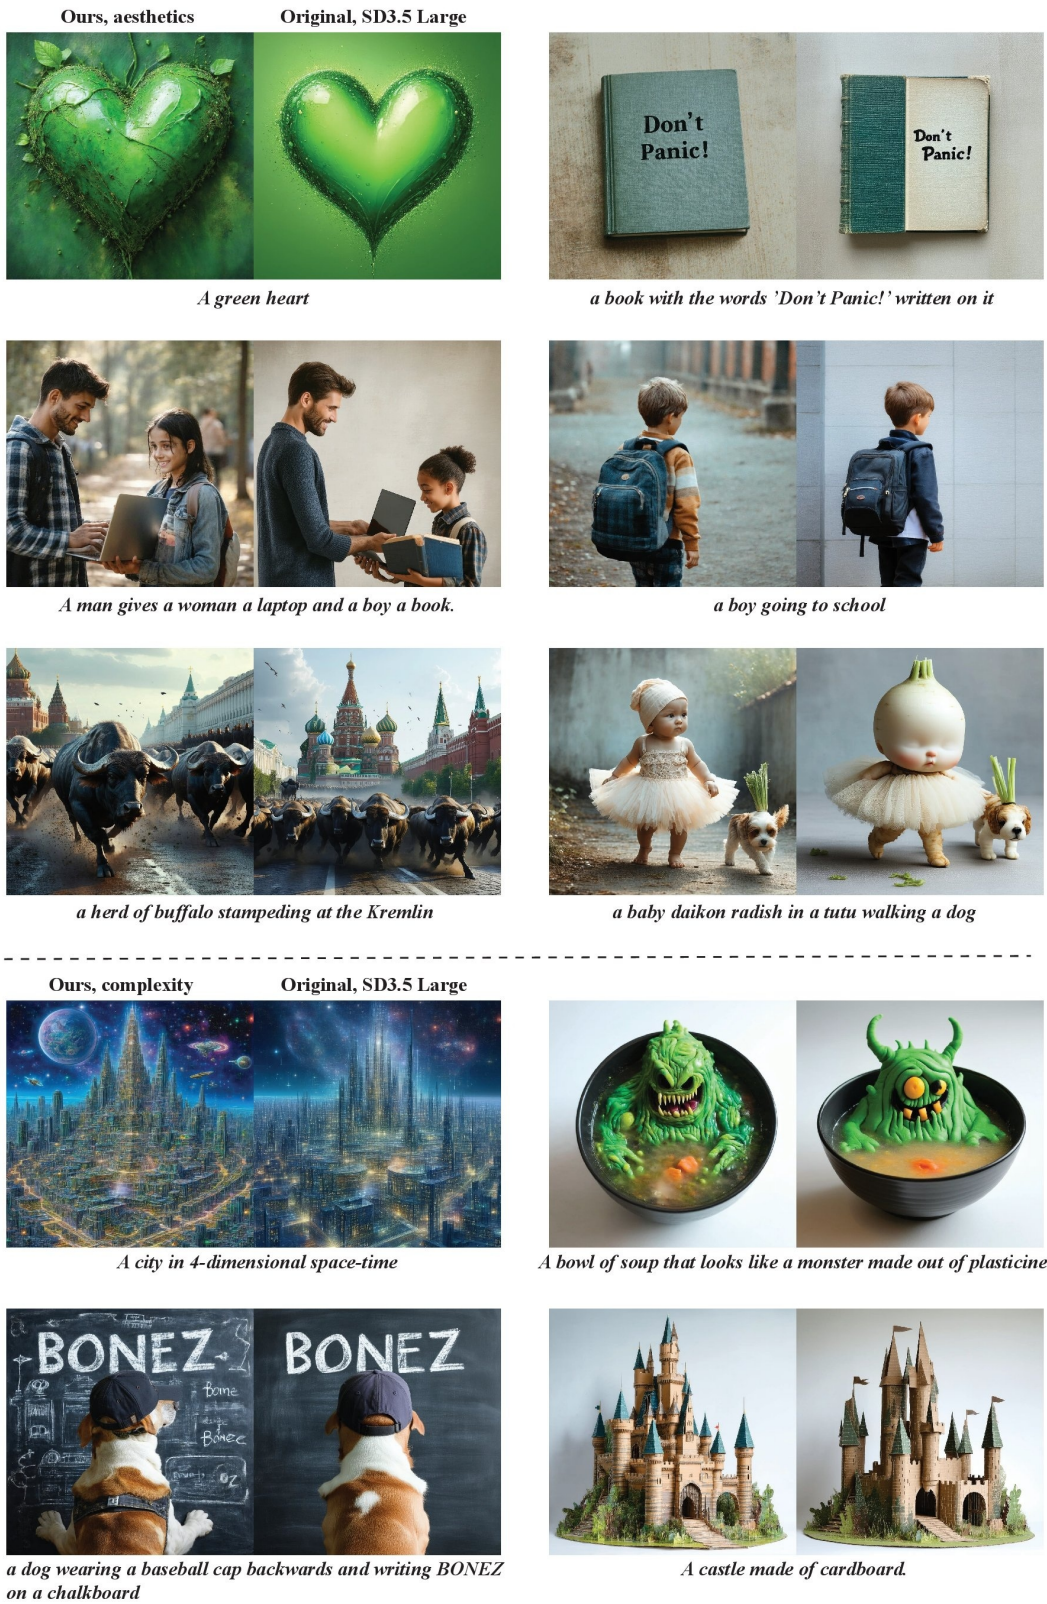 Ours, aesthetics
Original, SD3.5 Large
Don't
Panic!
Don't
Panic!
A green heart
a book with the words 'Don't Panic!' written on it
A man gives a woman a laptop and a boy a book.
a boy going to school
a herd of buffalo stampeding at the Kremlin
a baby daikon radish in a tutu walking a dog
Ours, complexity
Original, SD3.5 Large
A city in 4-dimensional space-time
A bowl of soup that looks like a monster made out of plasticine
BONEZ
BONEZ
a dog wearing a baseball cap backwards and writing BONEZ
on a chalkboard
A castle made of cardboard.